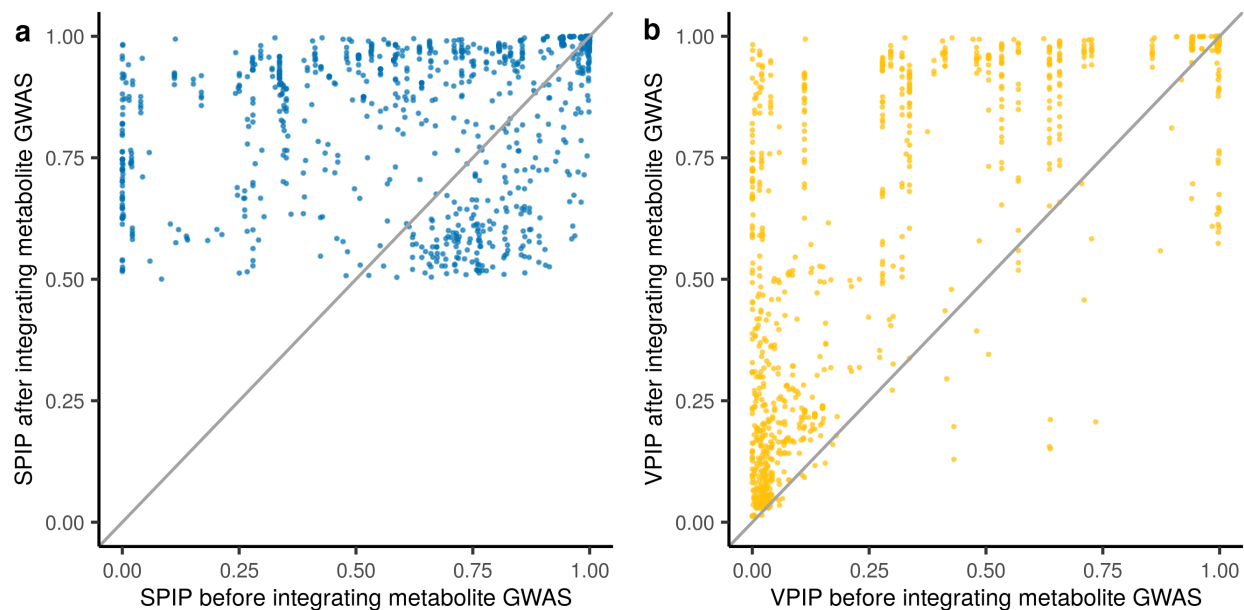 a
SPIP after integrating metabolite GWAS
1.00
0.75
0.50
0.25
0.00
0.00 0.25 0.50 0.75 1.00
SPIP before integrating metabolite GWAS
b
VPIP after integrating metabolite GWAS
1.00
0.75
0.50
0.25
0.00
0.00 0.25 0.50 0.75 1.00
VPIP before integrating metabolite GWAS